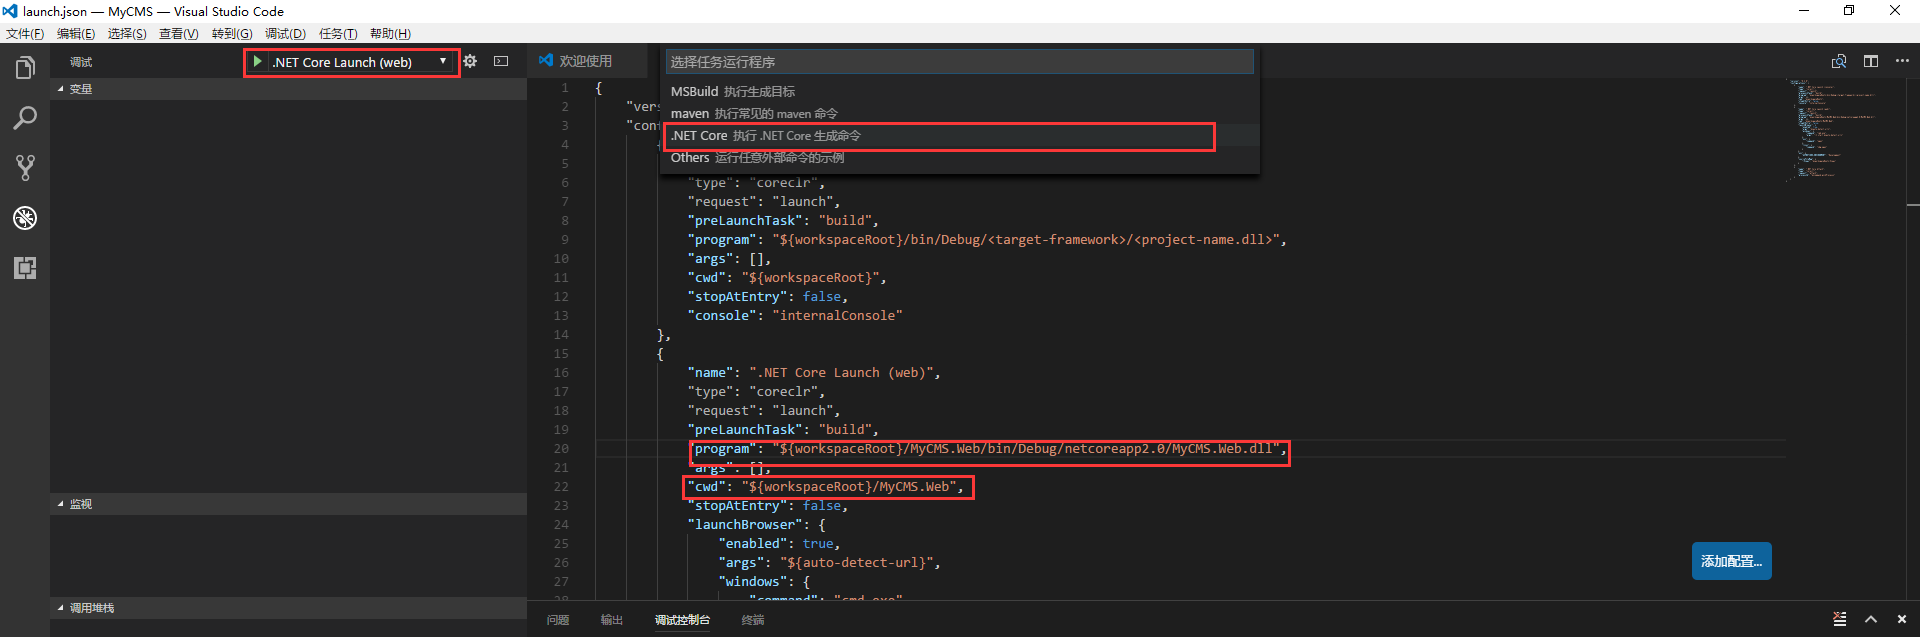 launch.json — MyCMS — Visual Studio Code
文件(F) 编辑(E) 选择(S) 查看(V) 转到(G) 调试(D) 任务(T) 帮助(H)
调试 .NET Core Launch (web)
变量
监视
调用堆栈
欢迎使用
选择任务运行程序
MSBuild 执行生成目标
maven 执行常见的 maven 命令
.NET Core 执行 .NET Core 生成命令
Others 运行任意外部命令的示例
1 {
2 "vers
3 "con
4
5
6 "type": "coreclr",
7 "request": "launch",
8 "preLaunchTask": "build",
9 "program": "${workspaceRoot}/bin/Debug/<target-framework>/<project-name.dll>",
10 "args": [],
11 "cwd": "${workspaceRoot}",
12 "stopAtEntry": false,
13 "console": "internalConsole"
14 },
15 {
16 "name": ".NET Core Launch (web)",
17 "type": "coreclr",
18 "request": "launch",
19 "preLaunchTask": "build",
20 "program": "${workspaceRoot}/MyCMS.Web/bin/Debug/netcoreapp2.0/MyCMS.Web.dll",
21 "args": [],
22 "cwd": "${workspaceRoot}/MyCMS.Web",
23 "stopAtEntry": false,
24 "launchBrowser": {
25 "enabled": true,
26 "args": "${auto-detect-url}",
27 "windows": {
28 "command": "cmd.exe"
添加配置...
问题 输出 调试控制台 终端